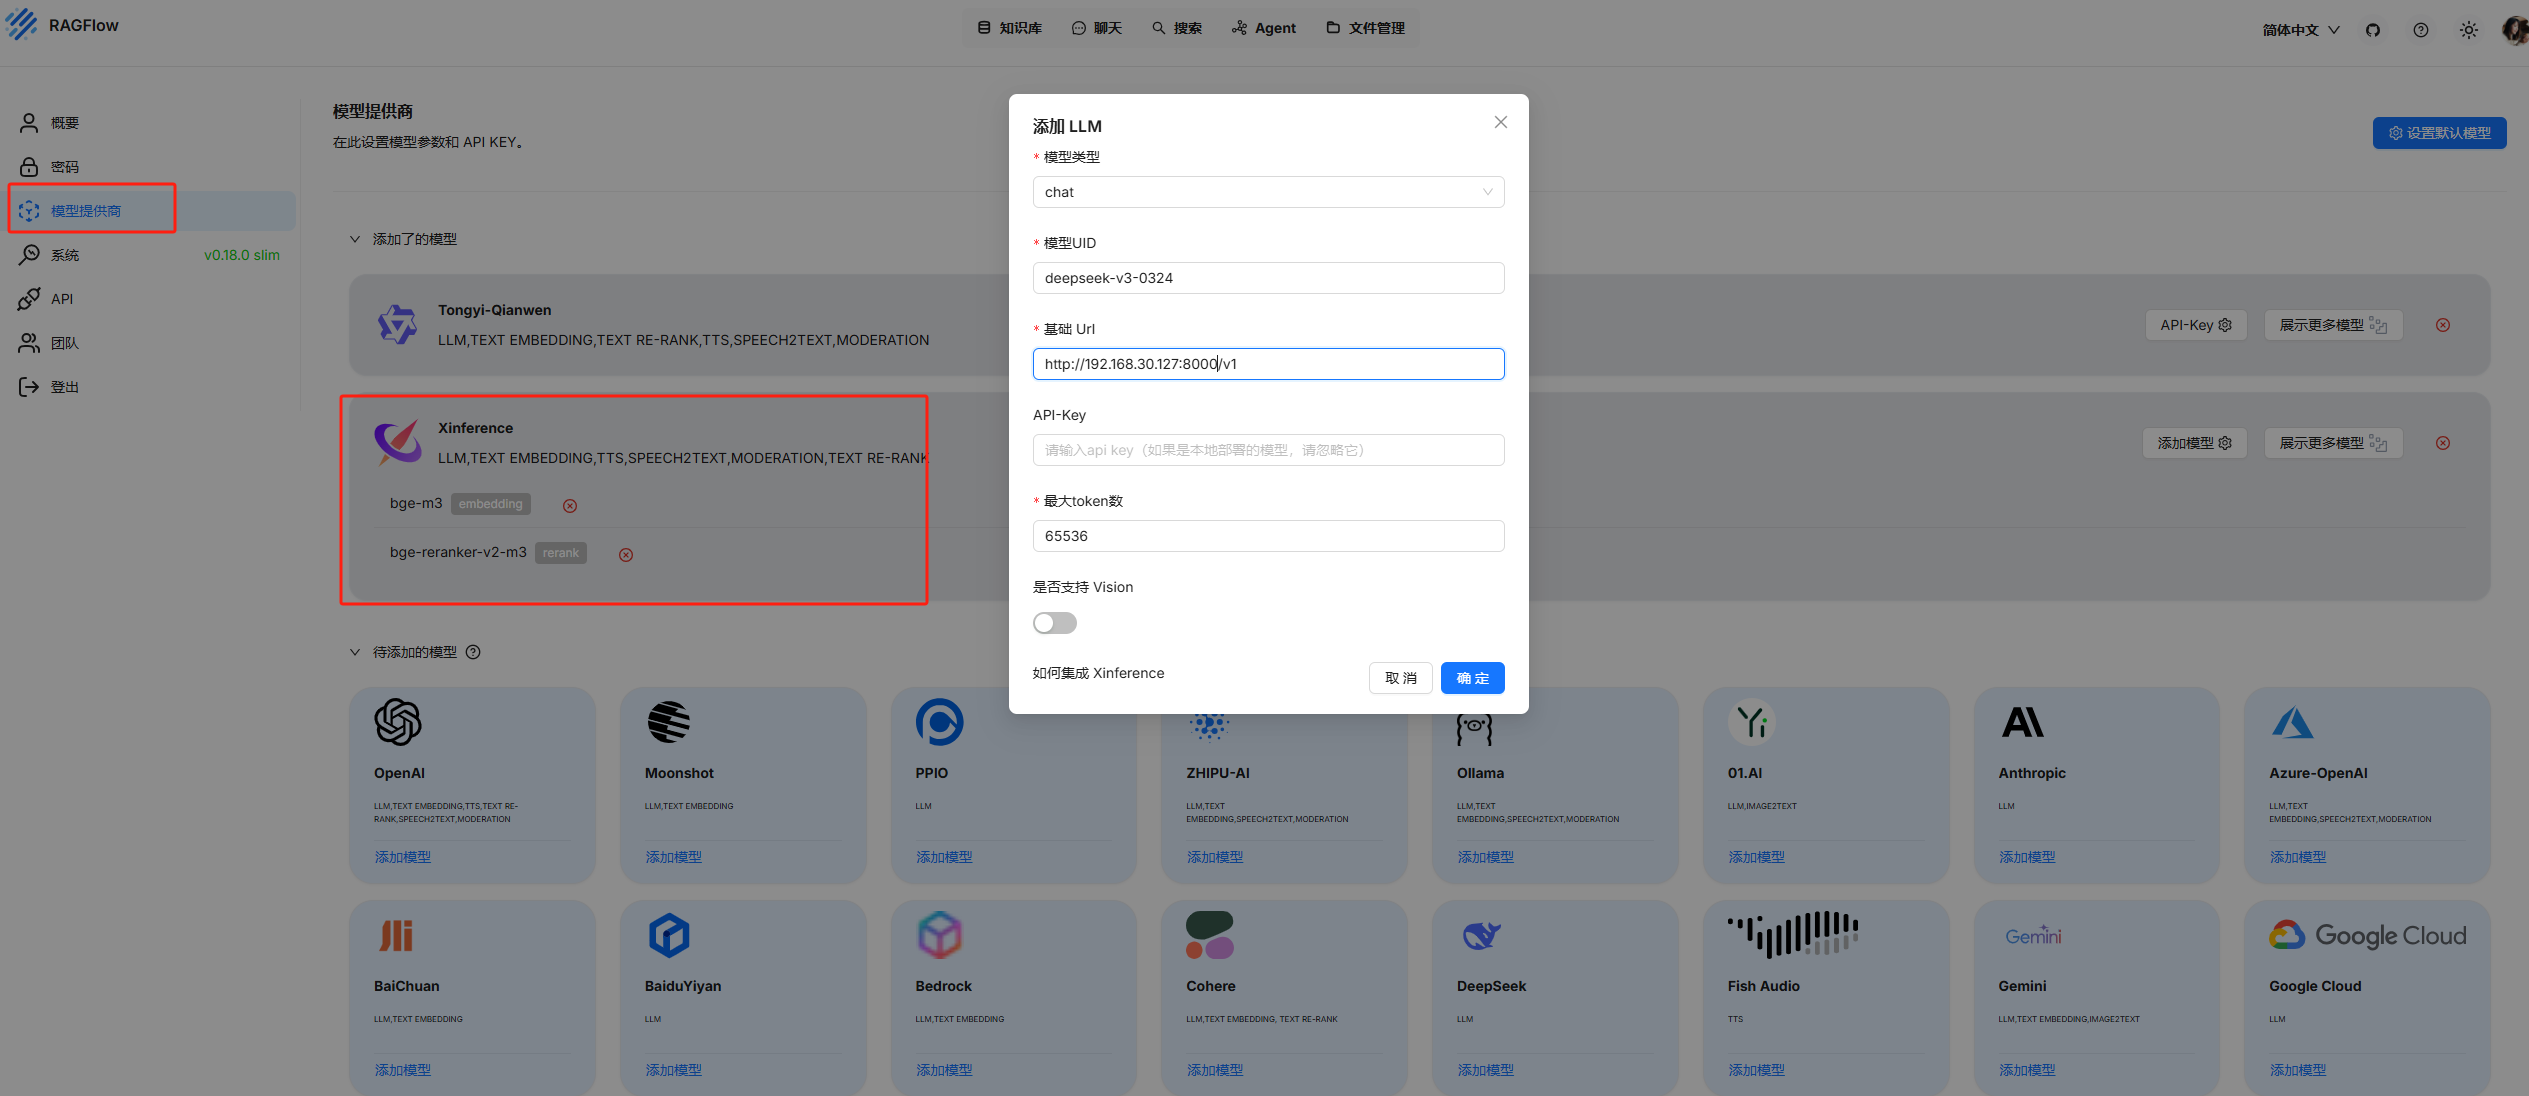 RAGFlow
知识库
聊天
搜索
Agent
文件管理
简体中文
概要
密码
模型提供商
系统
v0.18.0 slim
API
团队
登出
模型提供商
在此设置模型参数和 API KEY。
设置默认模型
添加了的模型
Tongyi-Qianwen
LLM,TEXT EMBEDDING,TEXT RE-RANK,TTS,SPEECH2TEXT,MODERATION
API-Key
展示更多模型
Xinference
LLM,TEXT EMBEDDING,TTS,SPEECH2TEXT,MODERATION,TEXT RE-RANK
添加模型
展示更多模型
bge-m3 embedding
bge-reranker-v2-m3 rerank
添加 LLM
* 模型类型
chat
* 模型UID
deepseek-v3-0324
* 基础 Url
http://192.168.30.127:8000/v1
API-Key
请输入api key（如果是本地部署的模型，请忽略它）
* 最大token数
65536
是否支持 Vision
如何集成 Xinference
取 消
确 定
待添加的模型
OpenAI
LLM,TEXT EMBEDDING,TTS,TEXT RE-
RANK,SPEECH2TEXT,MODERATION
添加模型
Moonshot
LLM,TEXT EMBEDDING
添加模型
PPIO
LLM
添加模型
ZHIPU-AI
LLM,TEXT
EMBEDDING,SPEECH2TEXT,MODERATION
添加模型
Ollama
LLM,TEXT
EMBEDDING,SPEECH2TEXT,MODERATION
添加模型
01.AI
LLM,IMAGE2TEXT
添加模型
Anthropic
LLM
添加模型
Azure-OpenAI
LLM,TEXT
EMBEDDING,SPEECH2TEXT,MODERATION
添加模型
BaiChuan
LLM,TEXT EMBEDDING
添加模型
BaiduYiyan
LLM
添加模型
Bedrock
LLM,TEXT EMBEDDING
添加模型
Cohere
LLM,TEXT EMBEDDING, TEXT RE-RANK
添加模型
DeepSeek
LLM
添加模型
Fish Audio
TTS
添加模型
Gemini
Gemini
LLM,TEXT EMBEDDING,IMAGE2TEXT
添加模型
Google Cloud
Google Cloud
LLM
添加模型